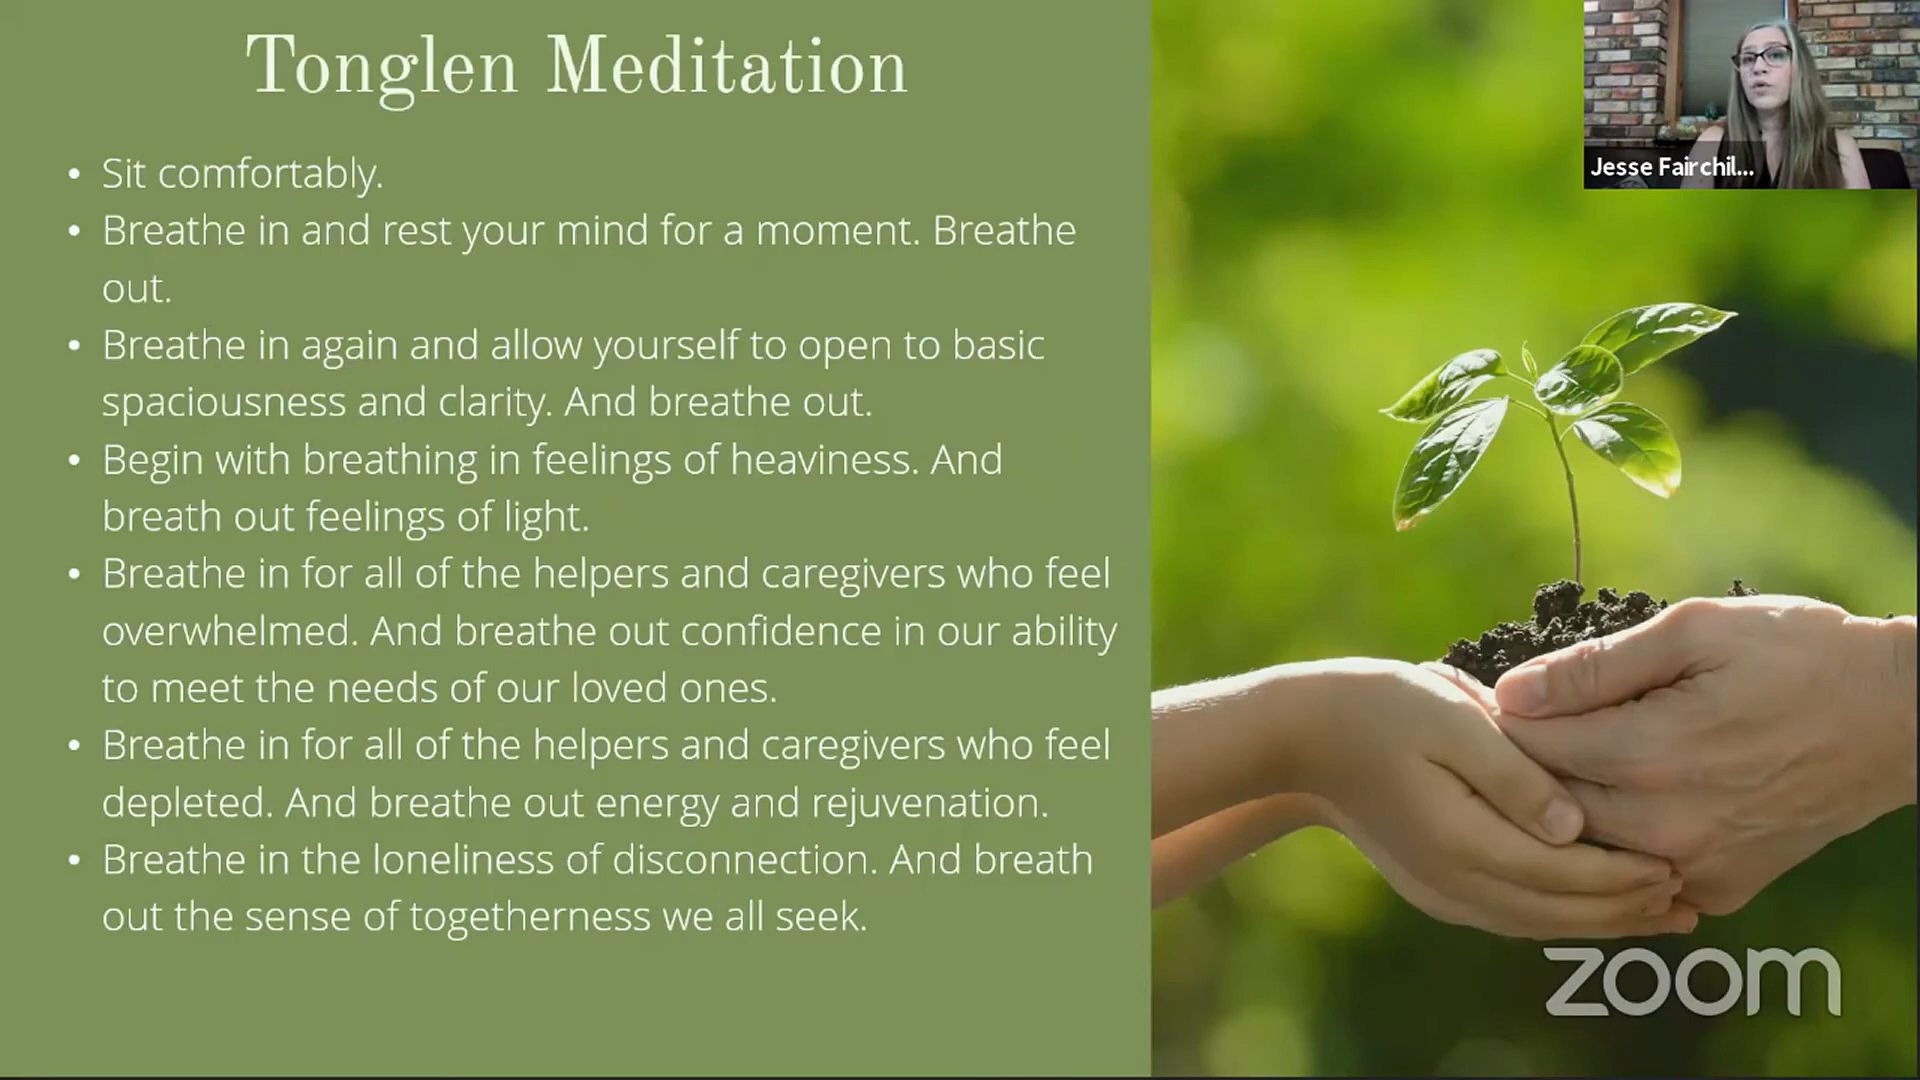 Tonglen Meditation
• Sit comfortably.
• Breathe in and rest your mind for a moment. Breathe
out.
• Breathe in again and allow yourself to open to basic
spaciousness and clarity. And breathe out.
• Begin with breathing in feelings of heaviness. And
breath out feelings of light.
• Breathe in for all of the helpers and caregivers who feel
overwhelmed. And breathe out confidence in our ability
to meet the needs of our loved ones.
• Breathe in for all of the helpers and caregivers who feel
depleted. And breathe out energy and rejuvenation.
• Breathe in the loneliness of disconnection. And breath
out the sense of togetherness we all seek.
Jesse Fairchil...
zoom